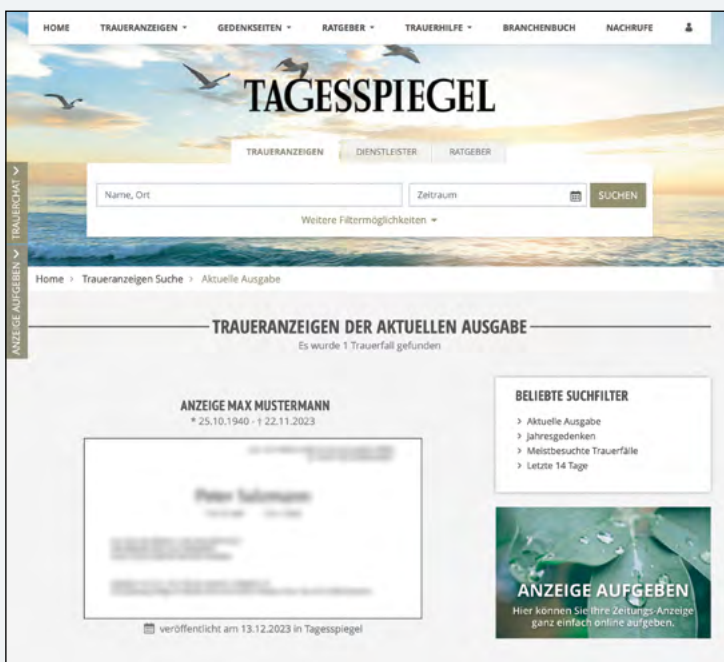 HOME TRAUERANZEIGEN GEDENKSEITEN RATGEBER TRAUERHILFE BRANCHENBUCH NACHRUFE
TAGESSPIEGEL
TRAUERANZEIGEN DIENSTLEISTER RATGEBER
Name, Ort Zeitraum SUCHEN
Weitere Filtermöglichkeiten
TRAUERCHAT
ANZEIGE AUFGEBEN
Home > Traueranzeigen Suche > Aktuelle Ausgabe
TRAUERANZEIGEN DER AKTUELLEN AUSGABE
Es wurde 1 Trauerfall gefunden
ANZEIGE MAX MUSTERMANN
* 25.10.1940 - † 22.11.2023
veröffentlicht am 13.12.2023 in Tagesspiegel
BELIEBTE SUCHFILTER
> Aktuelle Ausgabe
> Jahresgedenken
> Meistbesuchte Trauerfälle
> Letzte 14 Tage
ANZEIGE AUFGEBEN
Hier können Sie Ihre Zeitungs-Anzeige
ganz einfach online aufgeben.